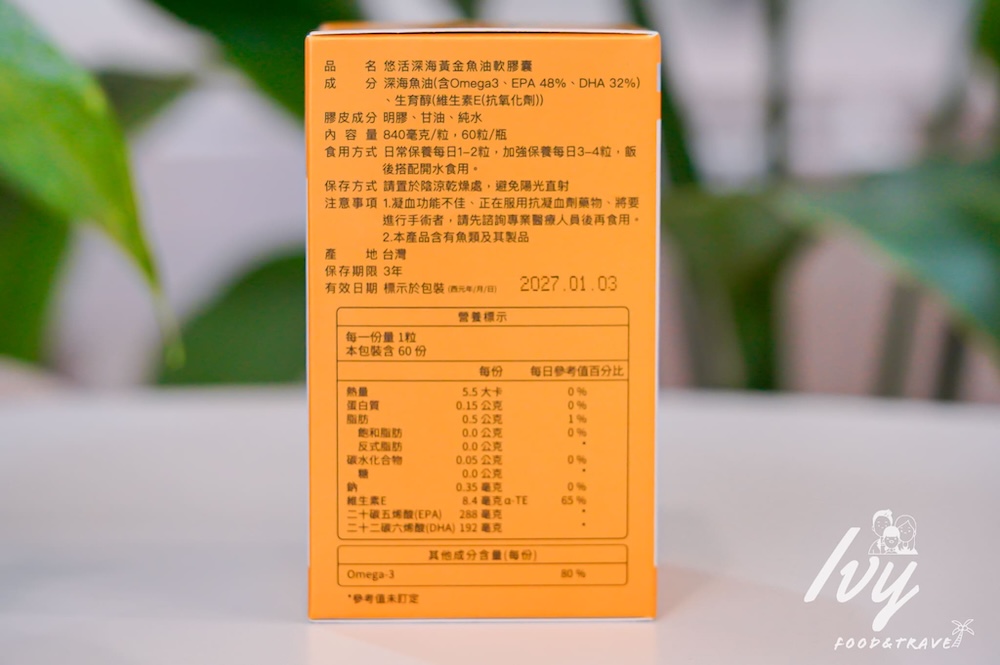 品名 悠活深海黃金魚油軟膠囊
成分 深海魚油(含Omega3、EPA 48%、DHA 32%)
、生育醇(維生素E(抗氧化劑))
膠皮成分 明膠、甘油、純水
內容量 840毫克/粒，60粒/瓶
食用方式 日常保養每日1-2粒，加強保養每日3-4粒，飯
後搭配開水食用。
保存方式 請置於陰涼乾燥處，避免陽光直射
注意事項 1.凝血功能不佳、正在服用抗凝血劑藥物、將要
進行手術者，請先諮詢專業醫療人員後再食用。
2.本產品含有魚類及其製品
產地 台灣
保存期限 3年
有效日期 標示於包裝 (西元年/月/日) 2027.01.03
營養標示
每一份量 1粒
本包裝含 60 份
每份 每日參考值百分比
熱量 5.5 大卡 0 %
蛋白質 0.15 公克 0 %
脂肪 0.5 公克 1 %
飽和脂肪 0.0 公克 0 %
反式脂肪 0.0 公克 *
碳水化合物 0.05 公克 0 %
糖 0.0 公克 *
鈉 0.35 毫克 0 %
維生素E 8.4 毫克α-TE 65 %
二十碳五烯酸(EPA) 288 毫克 *
二十二碳六烯酸(DHA) 192 毫克 *
其他成分含量(每份)
Omega-3 80 %
*參考值未訂定
Ivy
FOOD&TRAVEL